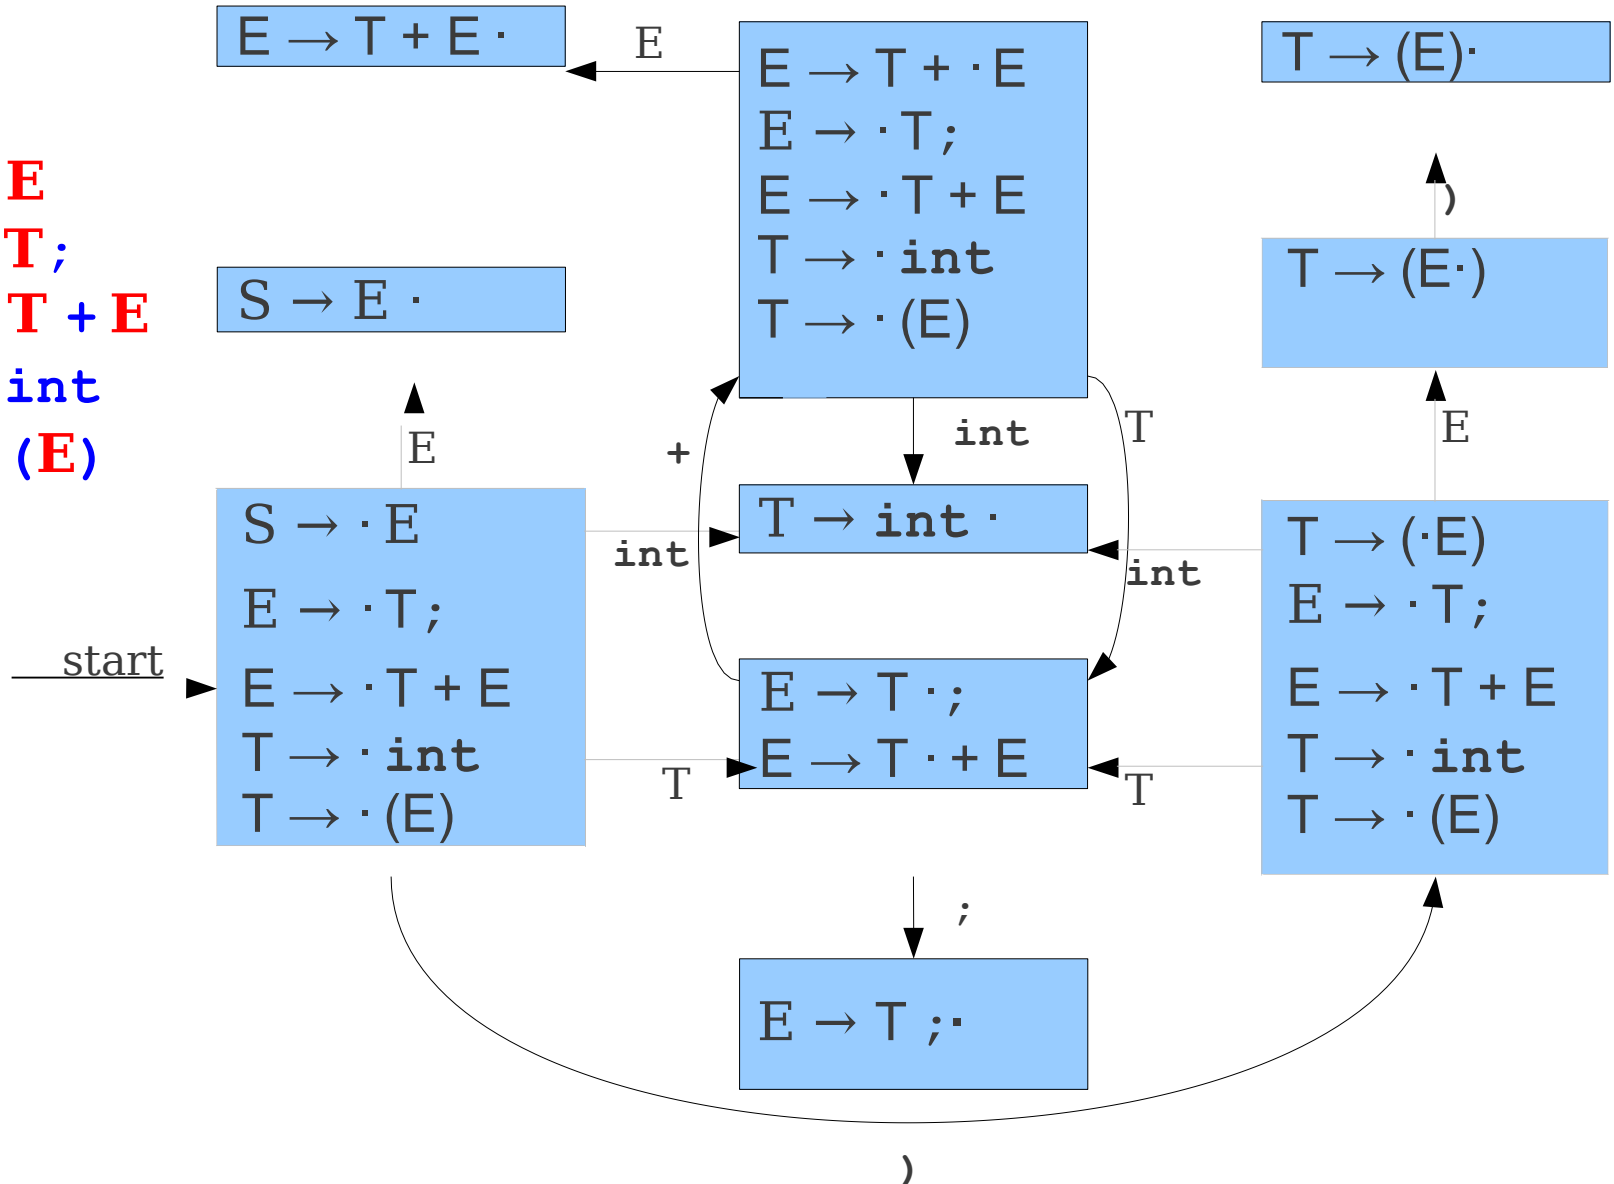 E → T + E ·
E
E → T + · E
E → · T ;
E → · T + E
T → · int
T → · (E)
T → (E)·
E
T ;
T + E
int
(E)
S → E ·
E
)
T → (E·)
+
int
T
E
S → · E
E → · T ;
E → · T + E
T → · int
T → · (E)
start
int
T → int ·
int
T → (·E)
E → · T ;
E → · T + E
T → · int
T → · (E)
E → T · ;
E → T · + E
T
T
;
E → T ; ·
)